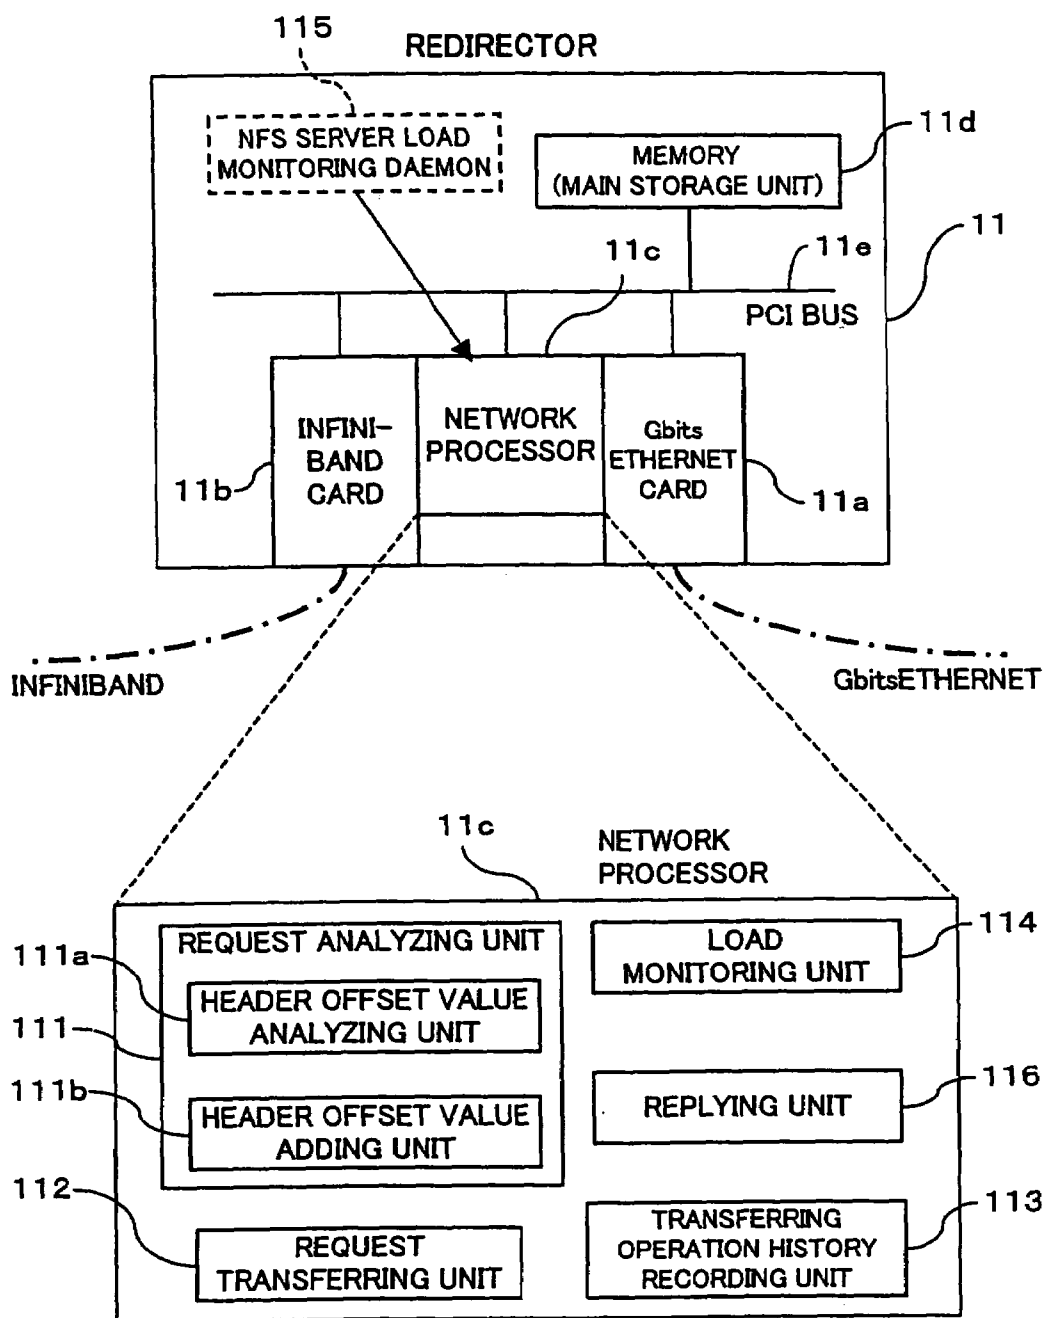 115
REDIRECTOR
NFS SERVER LOAD
MONITORING DAEMON
MEMORY
(MAIN STORAGE UNIT)
11d
11
11c
11e
PCI BUS
INFINI-
BAND
CARD
NETWORK
PROCESSOR
Gbits
ETHERNET
CARD
11b
11a
INFINIBAND
GbitsETHERNET
11c
NETWORK
PROCESSOR
REQUEST ANALYZING UNIT
111a
HEADER OFFSET VALUE
ANALYZING UNIT
111
111b
HEADER OFFSET VALUE
ADDING UNIT
112
REQUEST
TRANSFERRING UNIT
LOAD
MONITORING UNIT
114
REPLYING UNIT
116
TRANSFERRING
OPERATION HISTORY
RECORDING UNIT
113